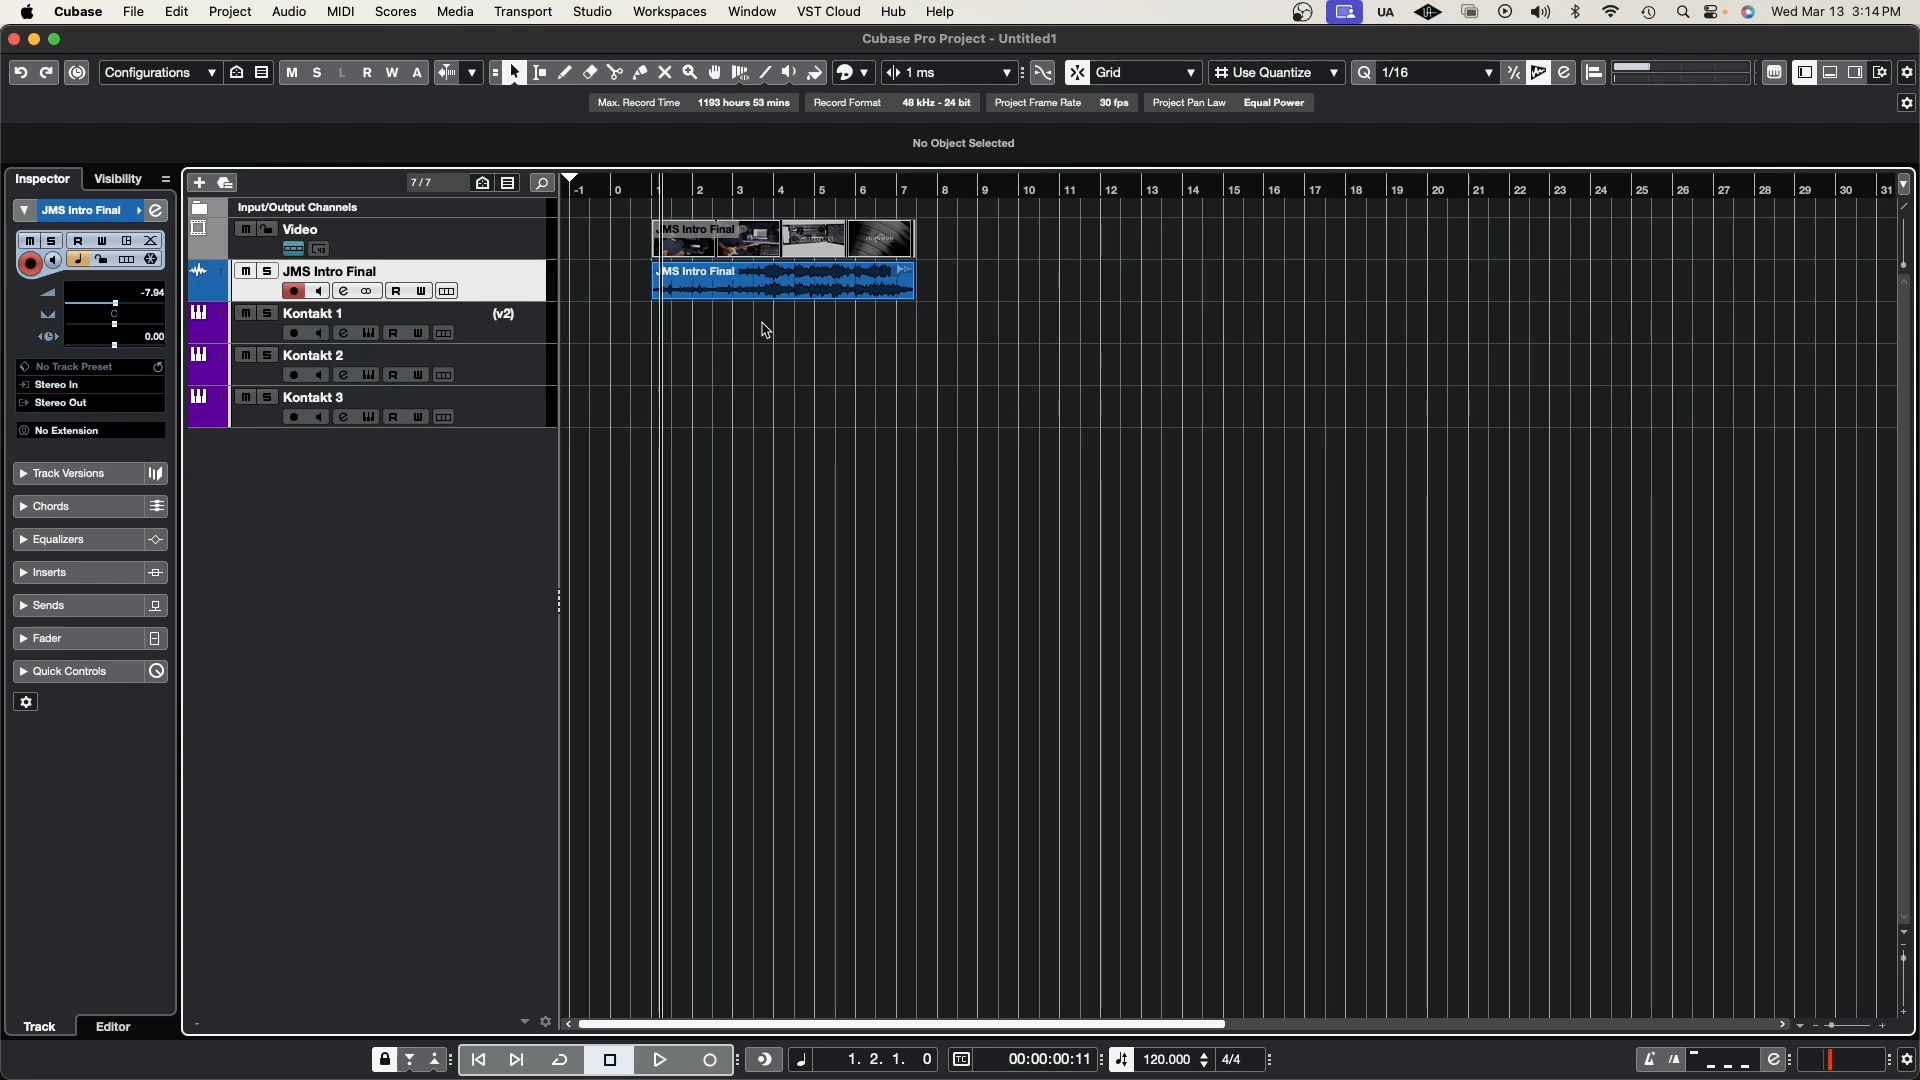 Cubase File Edit Project Audio MIDI Scores Media Transport Studio Workspaces Window VST Cloud Hub Help UA Wed Mar 13 3:14 PM
Cubase Pro Project - Untitled1
Configurations M S L R W A 1 ms Grid Use Quantize Q 1/16
Max. Record Time 1193 hours 53 mins Record Format 48 kHz - 24 bit Project Frame Rate 30 fps Project Pan Law Equal Power
No Object Selected
Inspector Visibility 7/7 -1 0 1 2 3 4 5 6 7 8 9 10 11 12 13 14 15 16 17 18 19 20 21 22 23 24 25 26 27 28 29 30 31
JMS Intro Final Input/Output Channels
m S R W m Video JMS Intro Final
m S JMS Intro Final JMS Intro Final
e R W
-7.94 m S Kontakt 1 (v2)
C e R W
0.00 m S Kontakt 2
No Track Preset e R W
Stereo In m S Kontakt 3
Stereo Out e R W
No Extension
Track Versions
Chords
Equalizers
Inserts
Sends
Fader
Quick Controls
Track Editor
1. 2. 1. 0 TC 00:00:00:11 120.000 4/4